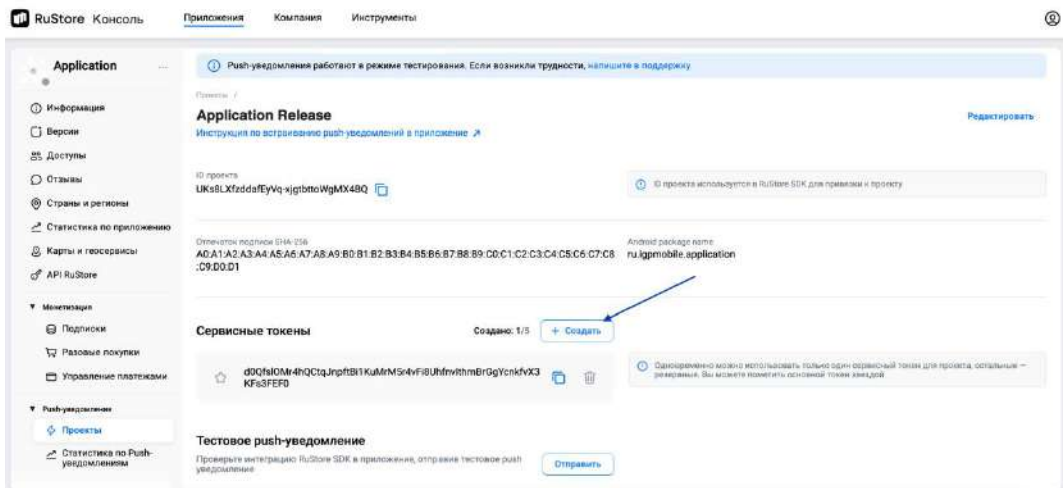 RuStore Консоль
Приложения
Компания
Инструменты
Application
...
Информация
Версии
Доступы
Отзывы
Страны и регионы
Статистика по приложению
Карты и геосервисы
API RuStore
Монетизация
Подписки
Разовые покупки
Управление платежами
Push-уведомления
Проекты
Статистика по Push-
уведомлениям
Push-уведомления работают в режиме тестирования. Если возникли трудности, напишите в поддержку
Проекты /
Application Release
Редактировать
Инструкция по встраиванию push-уведомлений в приложение
ID проекта
UKs8LXfzddafEyVq-xjgtbttoWgMX4BQ
ID проекта используется в RuStore SDK для привязки к проекту
Отпечаток подписи SHA-256
A0:A1:A2:A3:A4:A5:A6:A7:A8:A9:B0:B1:B2:B3:B4:B5:B6:B7:B8:B9:C0:C1:C2:C3:C4:C5:C6:C7:C8
:C9:D0:D1
Android package name
ru.igpmobile.application
Сервисные токены
Создано: 1/5
+ Создать
d0QfslOMr4hQCtqJnpftBi1KuMrM5r4vFi8UhfnvIthmBrGgYcnkfvX3
KFs3FEF0
Одновременно можно использовать только один сервисный токен для проекта, остальные —
резервные. Вы можете пометить основной токен звездой
Тестовое push-уведомление
Проверьте интеграцию RuStore SDK в приложение, отправив тестовое push
уведомление
Отправить